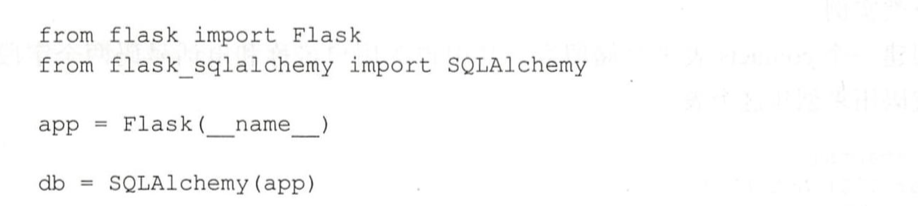 from flask import Flask
from flask_sqlalchemy import SQLAlchemy
app = Flask(__name__)
db = SQLAlchemy(app)